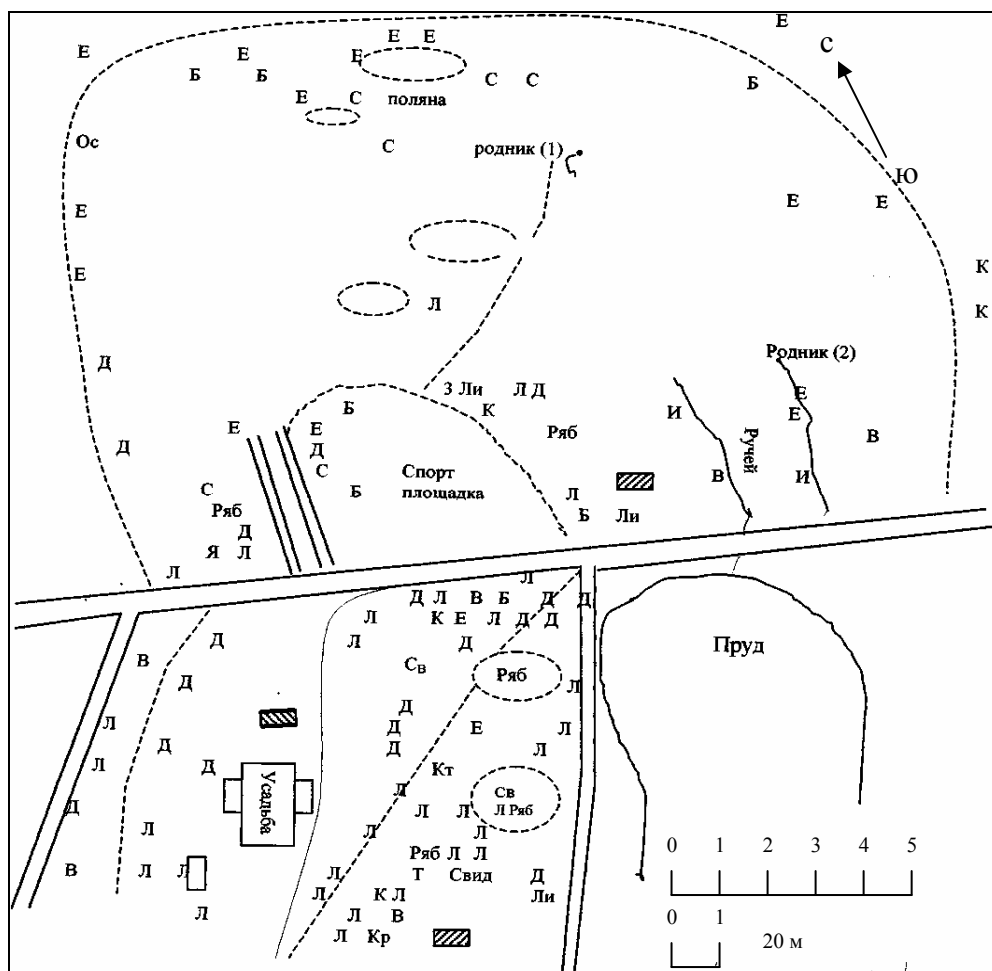 Е Е Е
Е Е Е С
Б Б С С Б
Е С поляна
Ос С родник (1)
Ю
Е Е Е
К
Е
Л К
Д Родник (2)
З Ли Л Д Е
Б К И Е
Е Е Ряб В
Д Д Ручей
С Спорт
С Б площадка В И
Ряб Л
Д Б Ли
Я Л
Л
Л
Д Л В Б Д Д
Л К Е Л Д Д
Д Л Д Пруд
В Св Ряб
Д Л
Л Д Е Л
Д Д
Л Д Д Л
Усадьба Кт
Д Л Св
Л Л Л Ряб
Л Л Л
0 1 2 3 4 5
Ряб Л Л
В Л Л Л Т Свид Д
Л К Л Ли
Л Л В 0 1
Л Кр 20 м